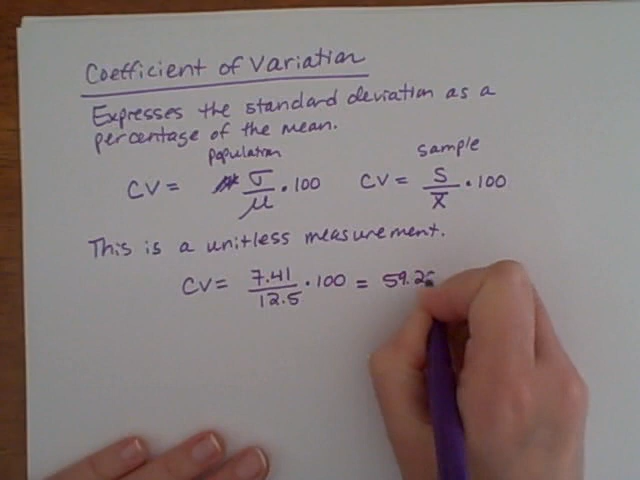 Coefficient of Variation
Expresses the standard deviation as a
percentage of the mean.
population sample
CV = σ/μ · 100 CV = S/x̄ · 100
This is a unitless measurement.
CV = 7.41/12.5 · 100 = 59.2